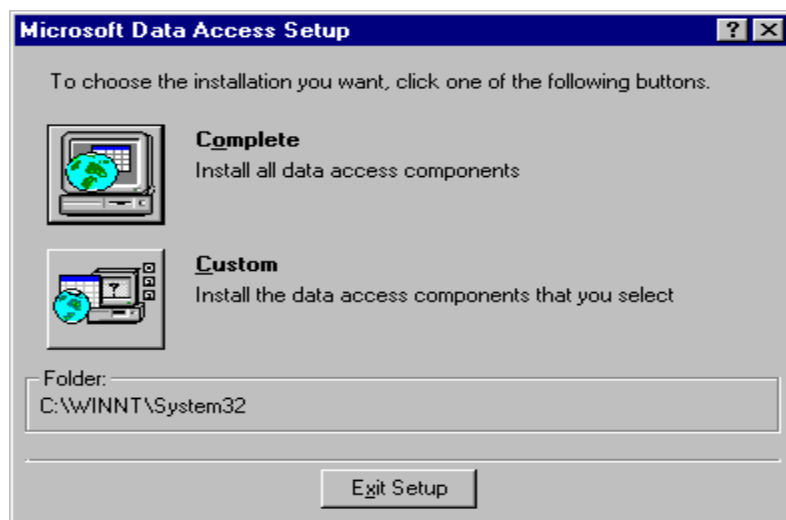 Microsoft Data Access Setup
To choose the installation you want, click one of the following buttons.
Complete
Install all data access components
Custom
Install the data access components that you select
Folder:
C:\WINNT\System32
Exit Setup